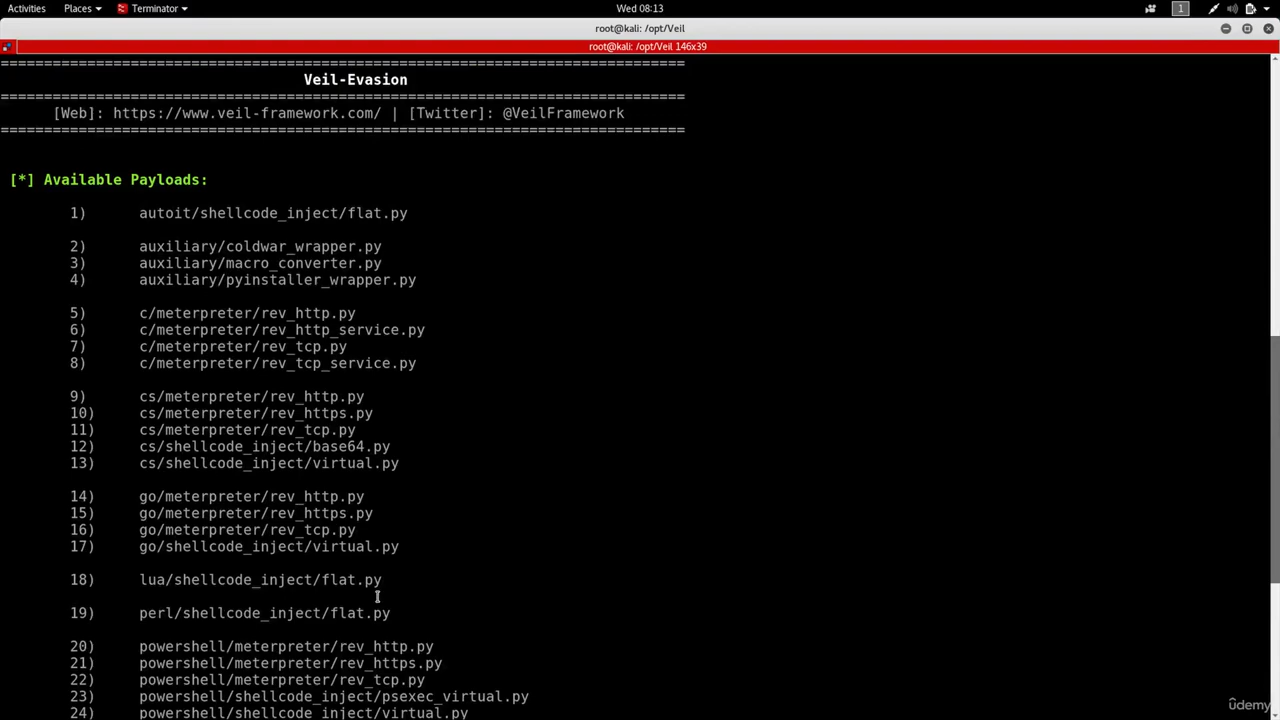 Activities Places Terminator Wed 08:13 1
root@kali: /opt/Veil
root@kali: /opt/Veil 146x39
===============================================================================
Veil-Evasion
===============================================================================
[Web]: https://www.veil-framework.com/ | [Twitter]: @VeilFramework
===============================================================================
[*] Available Payloads:
1) autoit/shellcode_inject/flat.py
2) auxiliary/coldwar_wrapper.py
3) auxiliary/macro_converter.py
4) auxiliary/pyinstaller_wrapper.py
5) c/meterpreter/rev_http.py
6) c/meterpreter/rev_http_service.py
7) c/meterpreter/rev_tcp.py
8) c/meterpreter/rev_tcp_service.py
9) cs/meterpreter/rev_http.py
10) cs/meterpreter/rev_https.py
11) cs/meterpreter/rev_tcp.py
12) cs/shellcode_inject/base64.py
13) cs/shellcode_inject/virtual.py
14) go/meterpreter/rev_http.py
15) go/meterpreter/rev_https.py
16) go/meterpreter/rev_tcp.py
17) go/shellcode_inject/virtual.py
18) lua/shellcode_inject/flat.py
19) perl/shellcode_inject/flat.py
20) powershell/meterpreter/rev_http.py
21) powershell/meterpreter/rev_https.py
22) powershell/meterpreter/rev_tcp.py
23) powershell/shellcode_inject/psexec_virtual.py
24) powershell/shellcode_inject/virtual.py
ûdemy